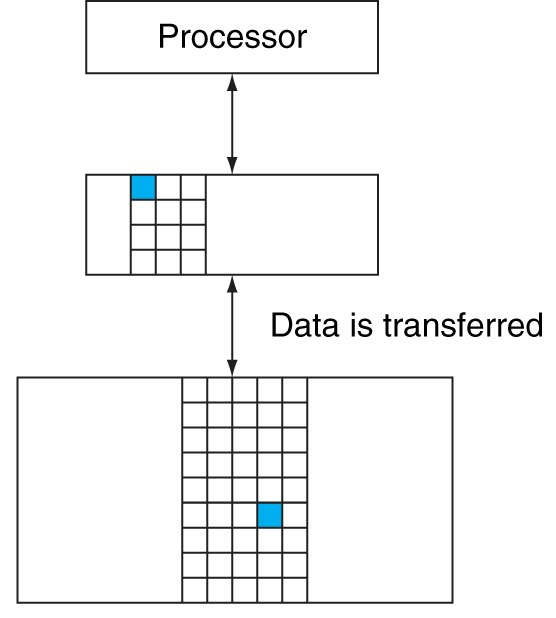 Processor
Data is transferred